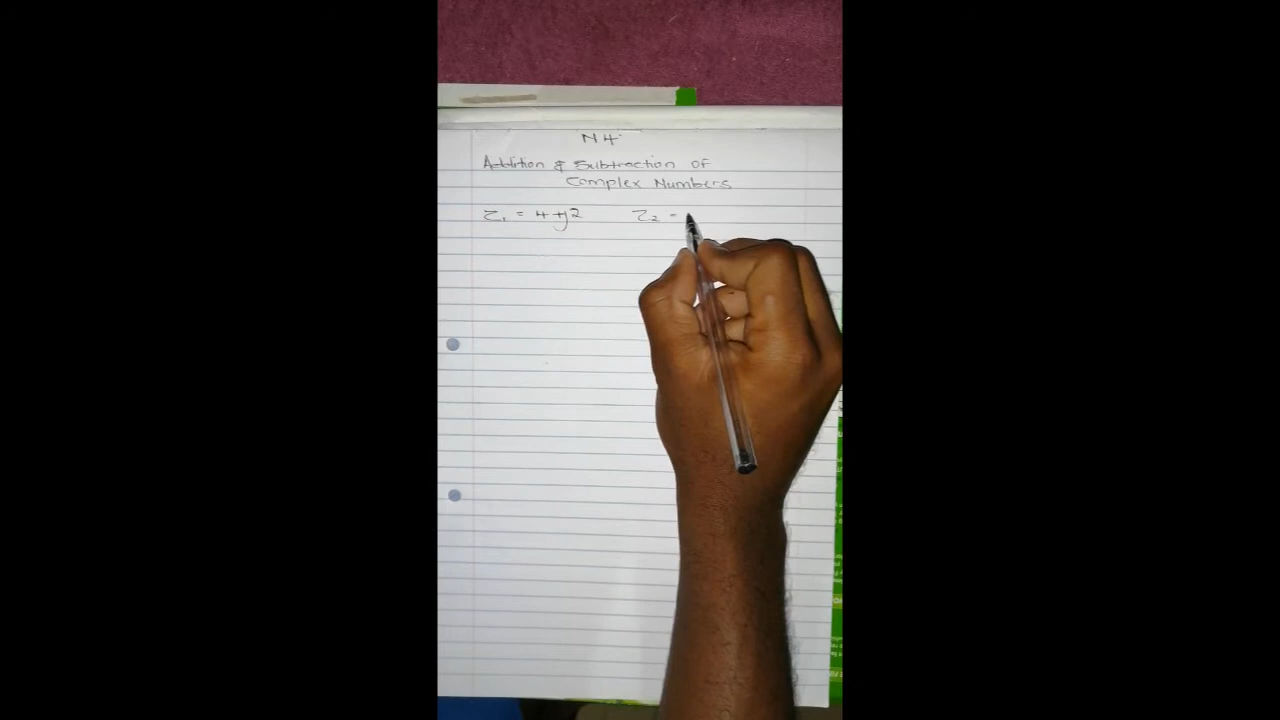 N4
Addition & Subtraction of
Complex Numbers
z₁ = 4+j2 z₂ =